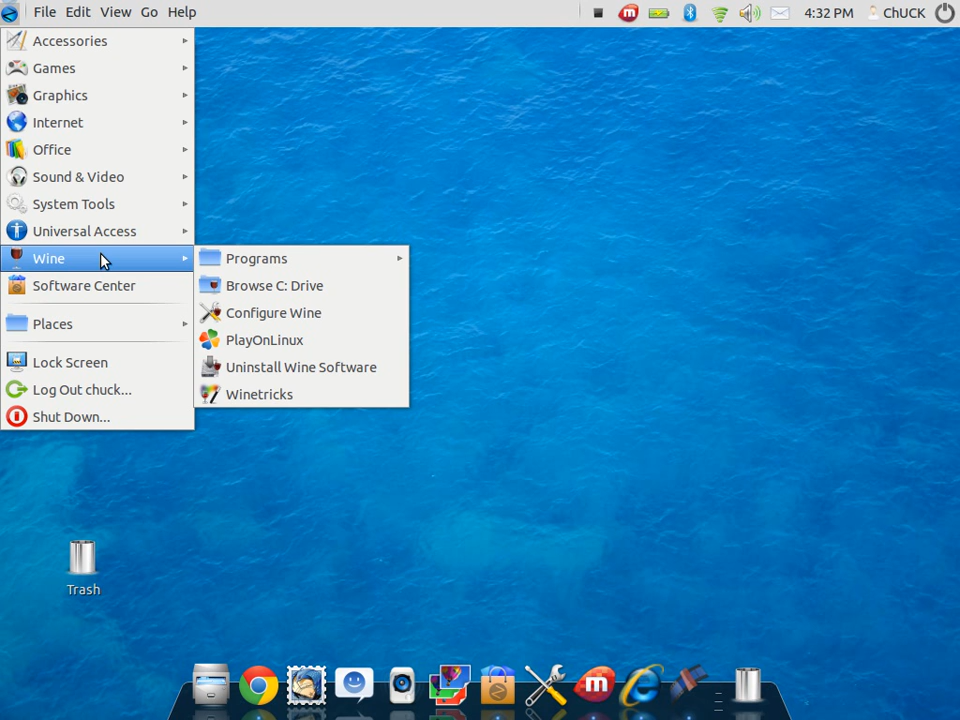 File Edit View Go Help
4:32 PM ChUCK
Accessories
Games
Graphics
Internet
Office
Sound & Video
System Tools
Universal Access
Wine
Software Center
Places
Lock Screen
Log Out chuck...
Shut Down...
Programs
Browse C: Drive
Configure Wine
PlayOnLinux
Uninstall Wine Software
Winetricks
Trash